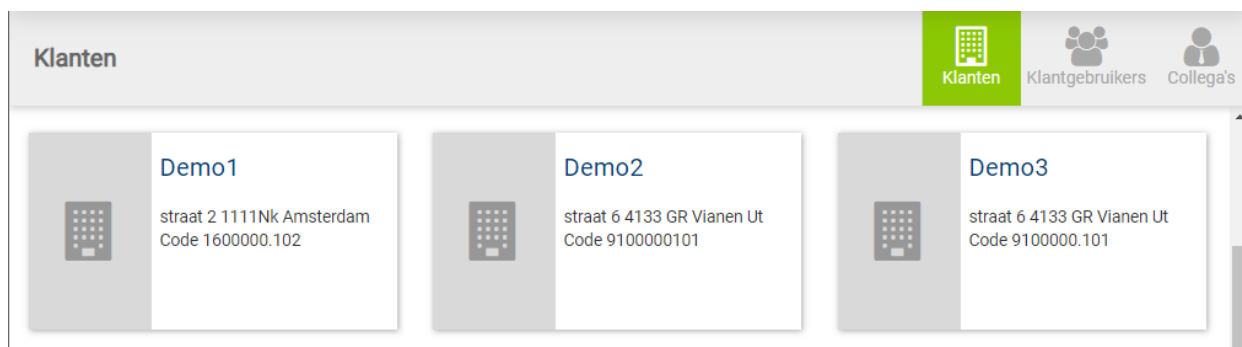 Klanten
Klanten
Klantgebruikers
Collega's
Demo1
straat 2 1111Nk Amsterdam
Code 1600000.102
Demo2
straat 6 4133 GR Vianen Ut
Code 9100000101
Demo3
straat 6 4133 GR Vianen Ut
Code 9100000.101